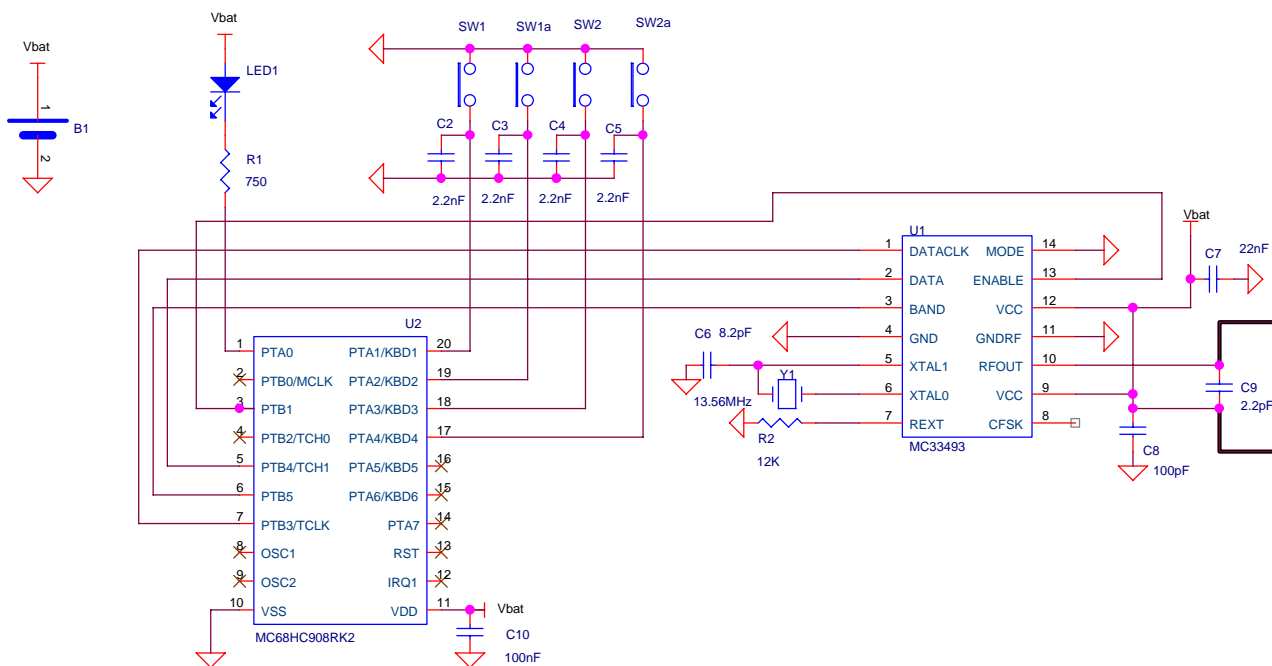 Vbat
Vbat
SW1
SW1a
SW2
SW2a
LED1
1
B1
2
R1
750
C2
C3
C4
C5
2.2nF
2.2nF
2.2nF
2.2nF
Vbat
C7
22nF
U1
1 DATACLK MODE 14
2 DATA ENABLE 13
3 BAND VCC 12
4 GND GNDRF 11
5 XTAL1 RFOUT 10
6 XTAL0 VCC 9
7 REXT CFSK 8
MC33493
C6
8.2pF
Y1
13.56MHz
R2
12K
C9
2.2pF
C8
100pF
U2
1 PTA0 PTA1/KBD1 20
2 PTB0/MCLK PTA2/KBD2 19
3 PTB1 PTA3/KBD3 18
4 PTB2/TCH0 PTA4/KBD4 17
5 PTB4/TCH1 PTA5/KBD5 16
6 PTB5 PTA6/KBD6 15
7 PTB3/TCLK PTA7 14
8 OSC1 RST 13
9 OSC2 IRQ1 12
10 VSS VDD 11
MC68HC908RK2
Vbat
C10
100nF